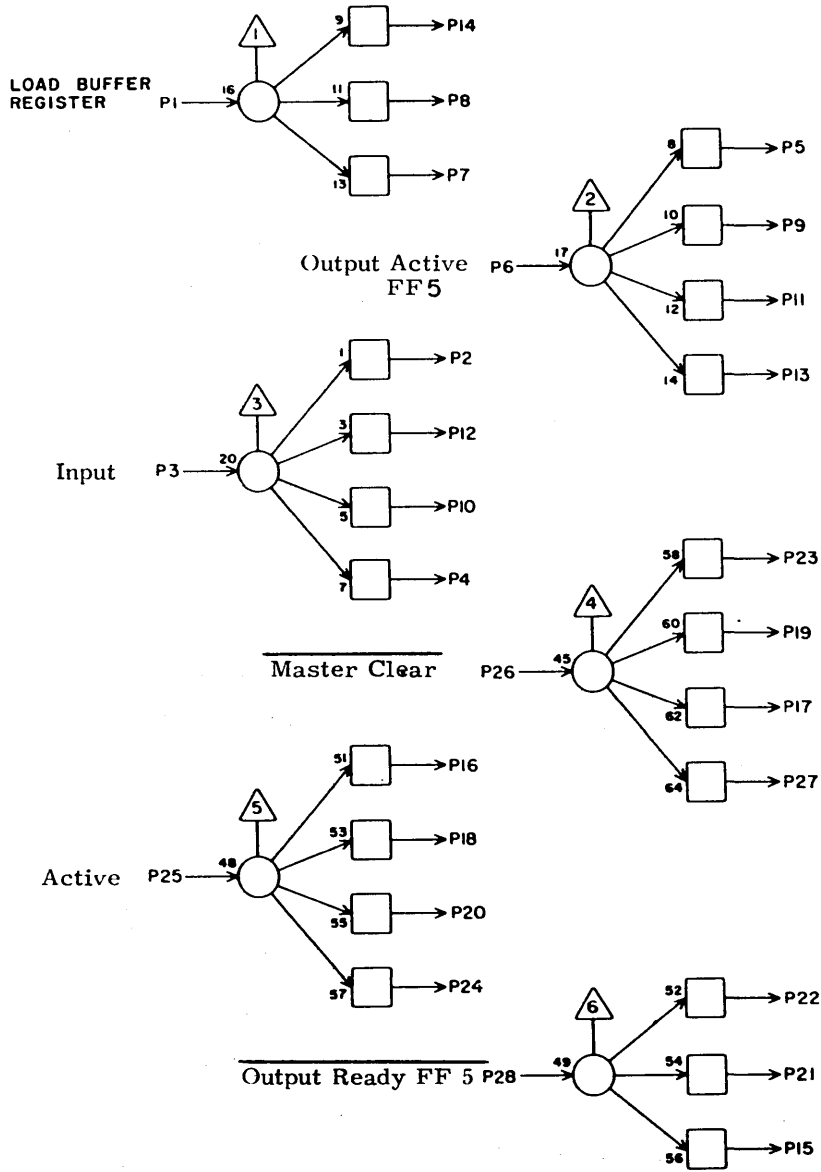 1
9
P14
LOAD BUFFER
REGISTER
P1
16
11
P8
13
P7
2
8
P5
Output Active
FF5
P6
17
10
P9
12
P11
14
P13
3
1
P2
Input
P3
20
3
P12
5
P10
7
P4
4
58
P23
Master Clear
P26
45
60
P19
62
P17
64
P27
5
51
P16
Active
P25
48
53
P18
55
P20
57
P24
6
52
P22
Output Ready FF 5
P28
49
54
P21
56
P15